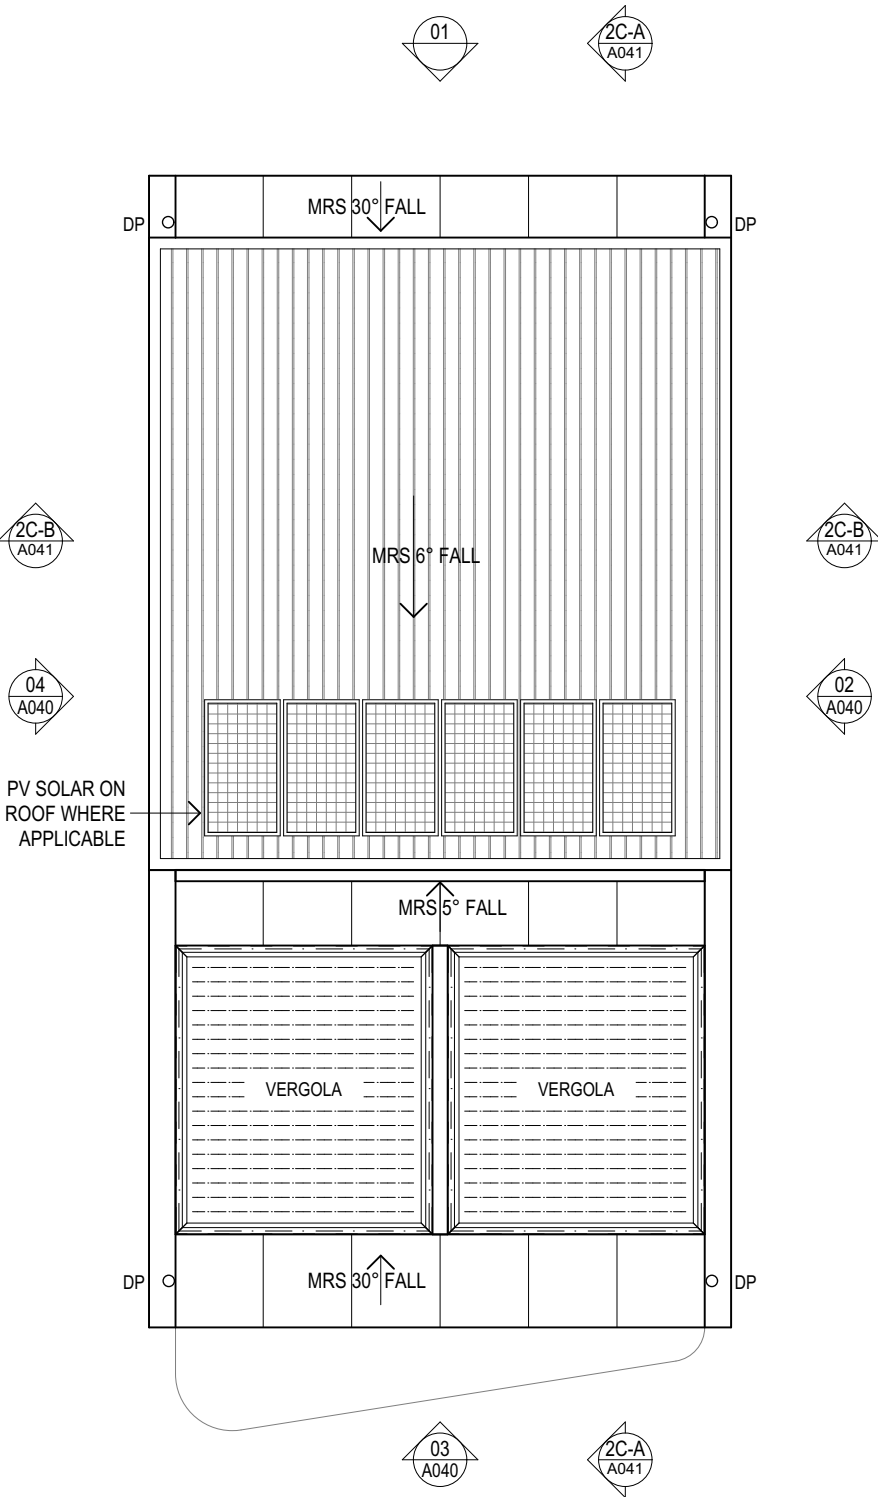 01
2C-A
A041
MRS 30° FALL
DP
DP
MRS 6° FALL
2C-B
A041
2C-B
A041
04
A040
02
A040
PV SOLAR ON
ROOF WHERE
APPLICABLE
MRS 5° FALL
VERGOLA
VERGOLA
DP
MRS 30° FALL
DP
03
A040
2C-A
A041